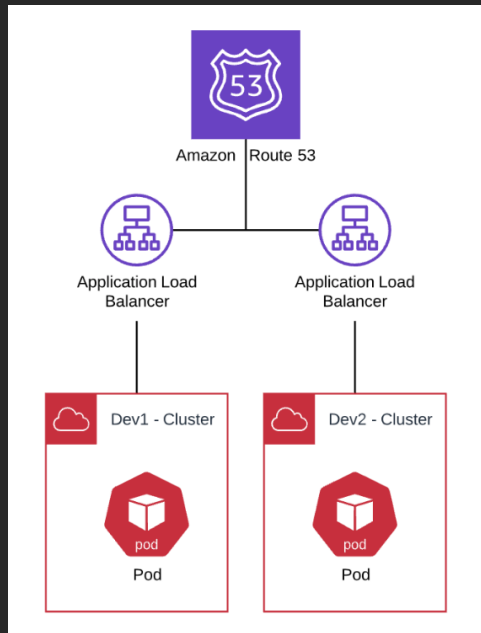 53
Amazon Route 53
Application Load
Balancer
Application Load
Balancer
Dev1 - Cluster
Dev2 - Cluster
pod
Pod
pod
Pod